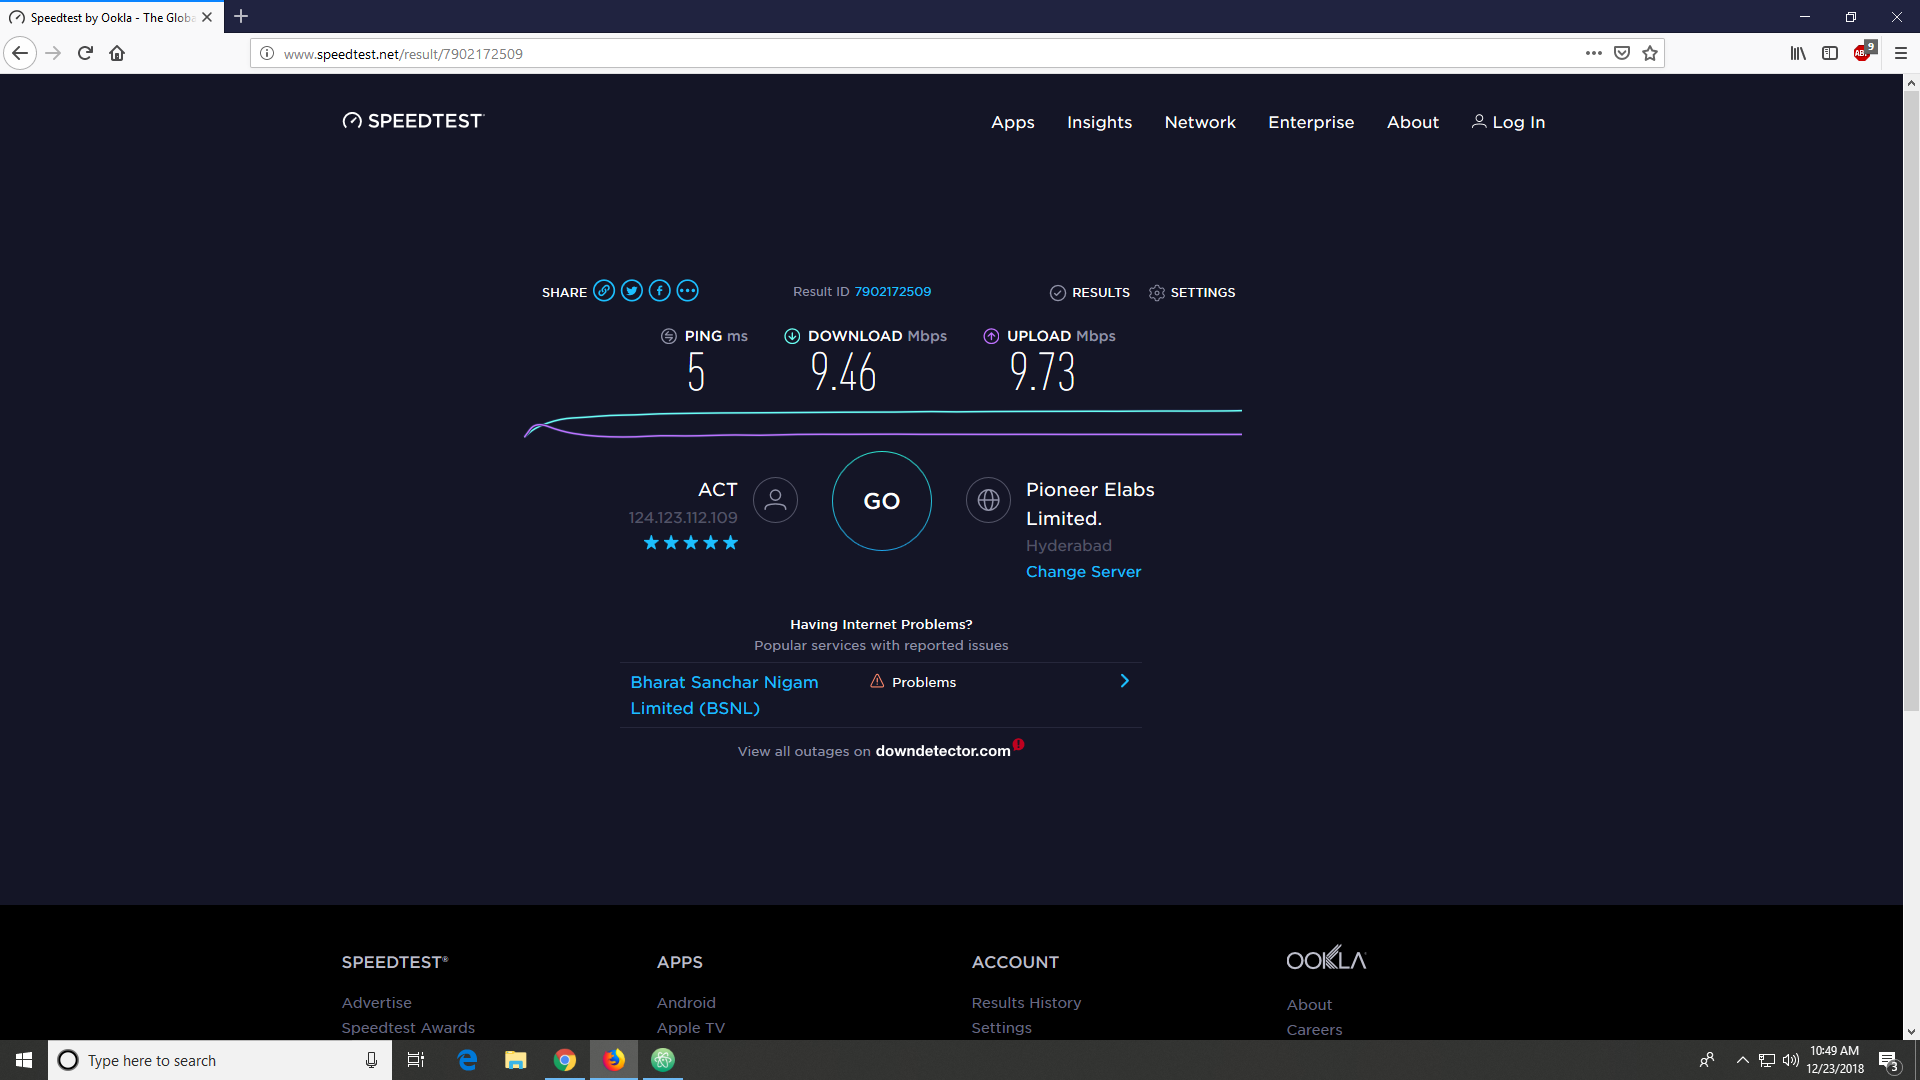 Speedtest by Ookla - The Globa
www.speedtest.net/result/7902172509
ABP 9
SPEEDTEST
Apps Insights Network Enterprise About Log In
SHARE Result ID 7902172509 RESULTS SETTINGS
PING ms DOWNLOAD Mbps UPLOAD Mbps
5 9.46 9.73
ACT
124.123.112.109
GO
Pioneer Elabs
Limited.
Hyderabad
Change Server
Having Internet Problems?
Popular services with reported issues
Bharat Sanchar Nigam
Limited (BSNL)
Problems
View all outages on downdetector.com
SPEEDTEST® APPS ACCOUNT OOKLA
Advertise Android Results History About
Speedtest Awards Apple TV Settings Careers
Type here to search
10:49 AM
12/23/2018
3